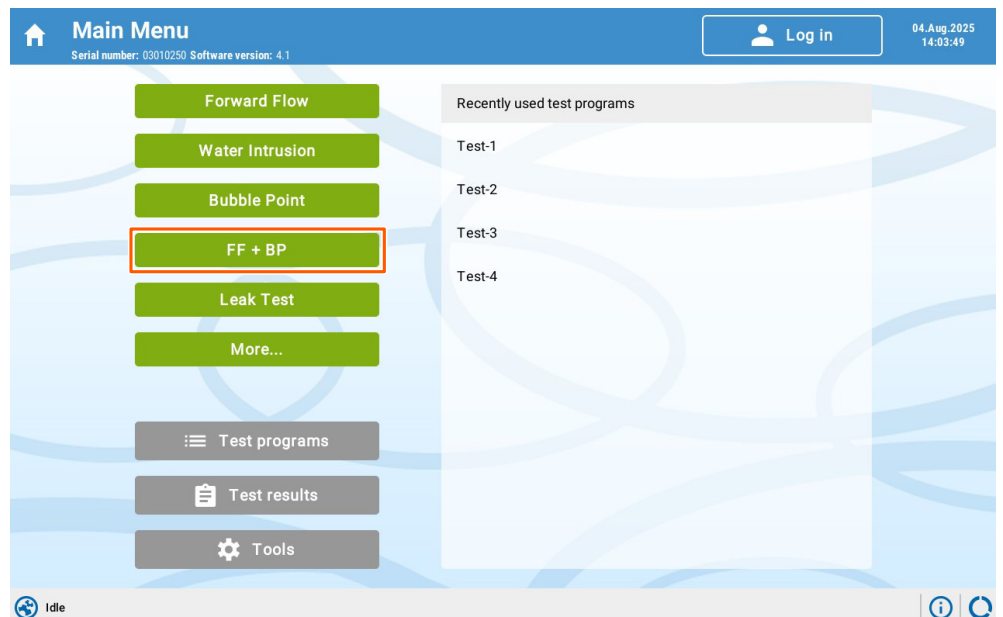 Main Menu
Serial number: 03010250 Software version: 4.1
Log in
04.Aug.2025
14:03:49
Forward Flow
Water Intrusion
Bubble Point
FF + BP
Leak Test
More...
Test programs
Test results
Tools
Recently used test programs
Test-1
Test-2
Test-3
Test-4
Idle